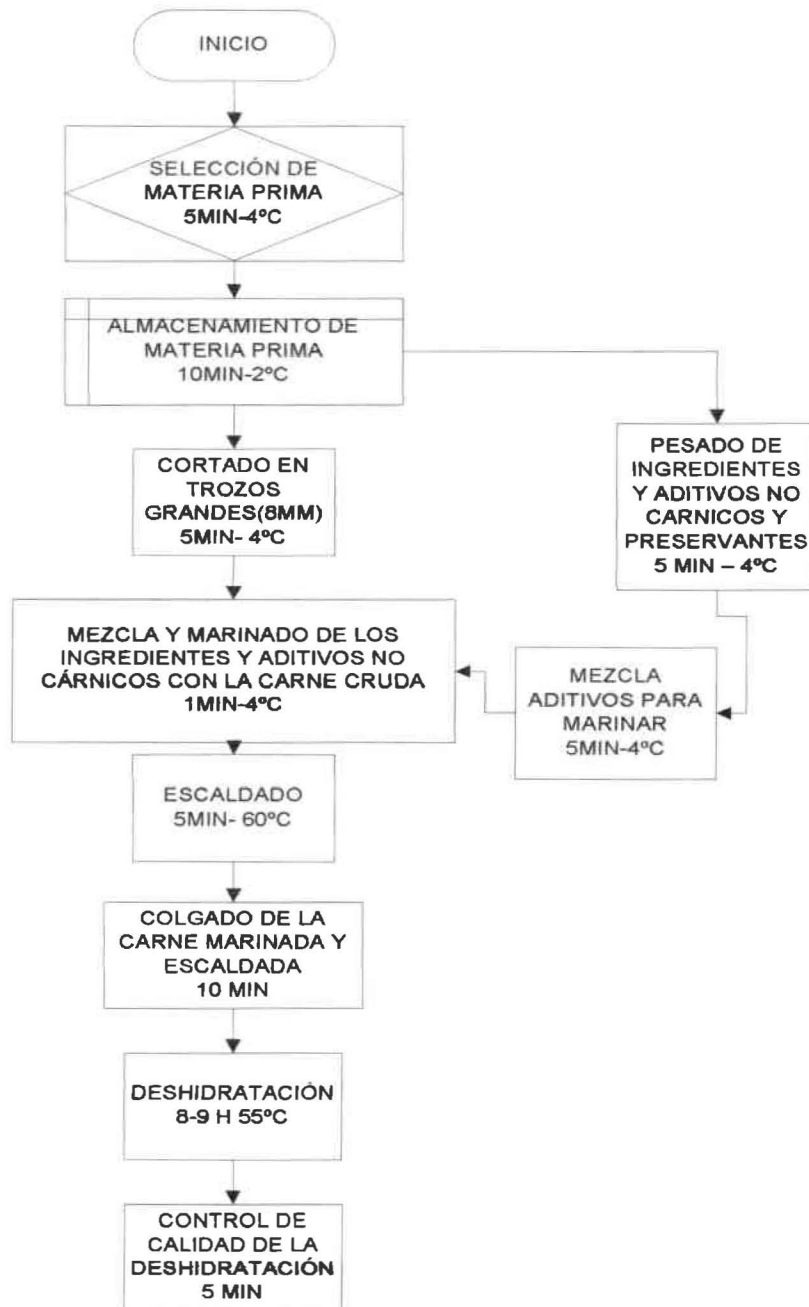 INICIO
SELECCIÓN DE
MATERIA PRIMA
5MIN-4ºC
ALMACENAMIENTO DE
MATERIA PRIMA
10MIN-2ºC
CORTADO EN
TROZOS
GRANDES(8MM)
5MIN- 4ºC
PESADO DE
INGREDIENTES
Y ADITIVOS NO
CARNICOS Y
PRESERVANTES
5 MIN – 4ºC
MEZCLA Y MARINADO DE LOS
INGREDIENTES Y ADITIVOS NO
CÁRNICOS CON LA CARNE CRUDA
1MIN-4ºC
MEZCLA
ADITIVOS PARA
MARINAR
5MIN-4ºC
ESCALDADO
5MIN- 60ºC
COLGADO DE LA
CARNE MARINADA Y
ESCALDADA
10 MIN
DESHIDRATACIÓN
8-9 H 55ºC
CONTROL DE
CALIDAD DE LA
DESHIDRATACIÓN
5 MIN